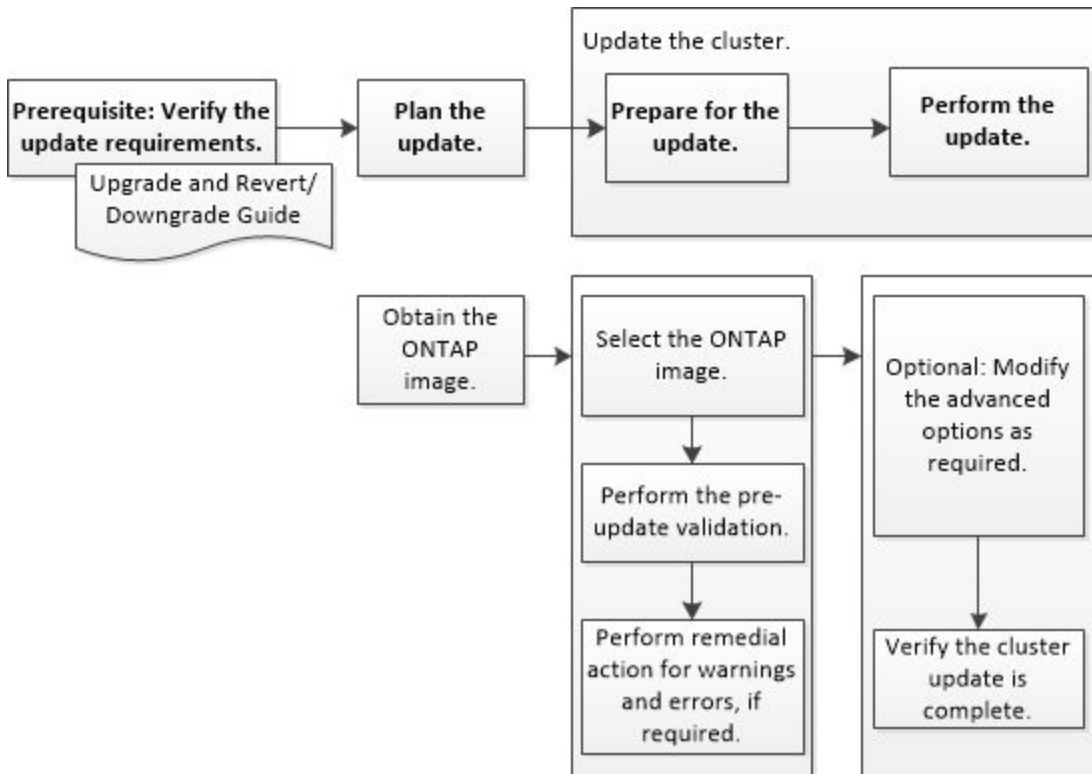 Update the cluster.
Prerequisite: Verify the
update requirements.
Upgrade and Revert/
Downgrade Guide
Plan the
update.
Prepare for the
update.
Perform the
update.
Obtain the
ONTAP
image.
Select the ONTAP
image.
Perform the pre-
update validation.
Perform remedial
action for warnings
and errors, if
required.
Optional: Modify
the advanced
options as
required.
Verify the cluster
update is
complete.